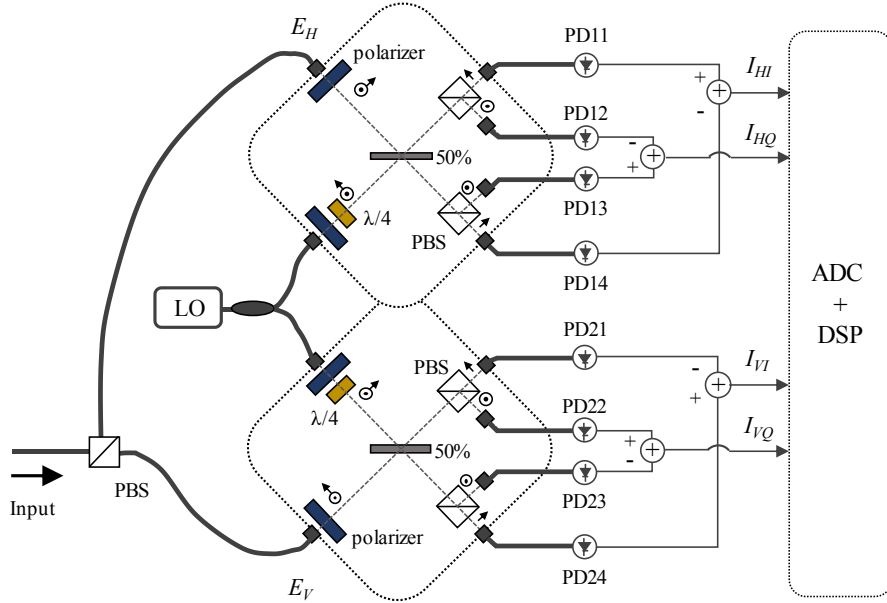 E_H
polarizer
PD11
+
-
+
I_HI
PD12
-
+
+
I_HQ
50%
PD13
λ/4
PBS
PD14
LO
ADC
+
DSP
PD21
-
+
+
I_VI
PBS
PD22
+
-
+
I_VQ
λ/4
50%
PD23
PBS
Input
polarizer
PD24
E_V